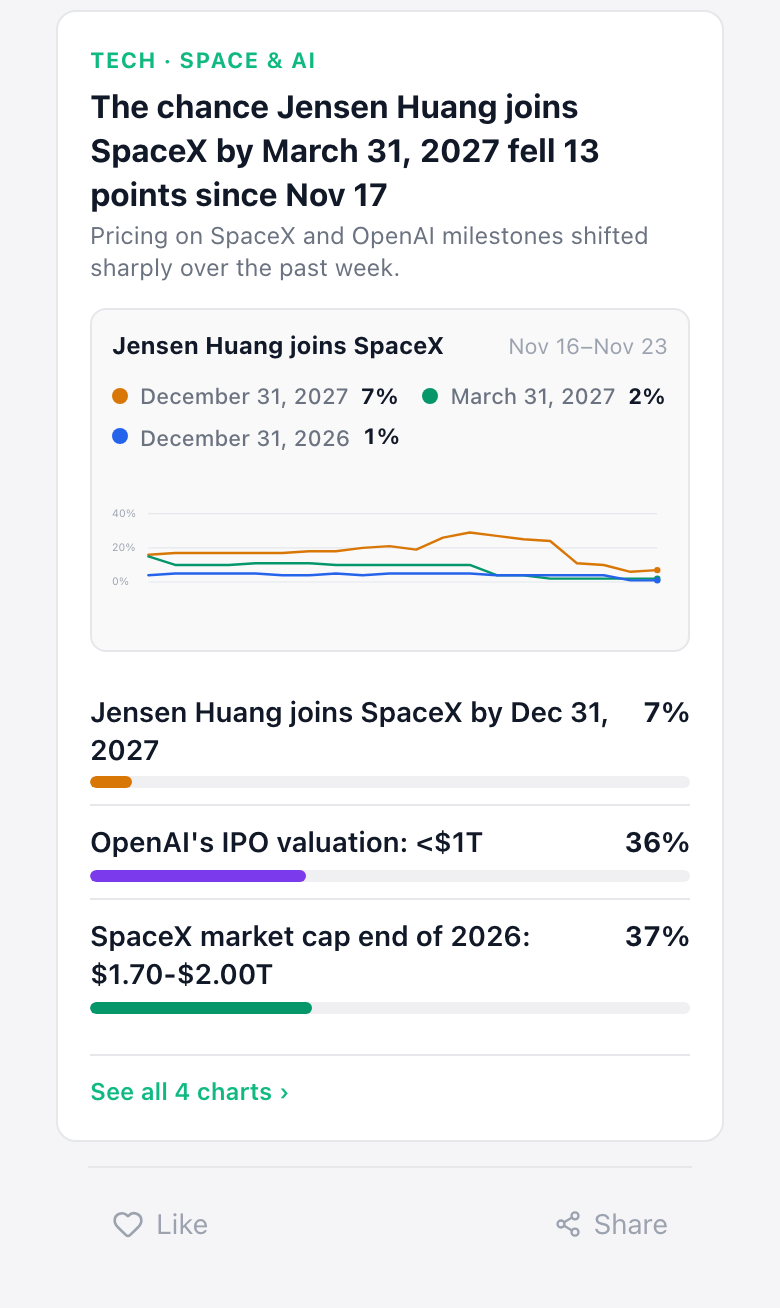 TECH · SPACE & AI
The chance Jensen Huang joins
SpaceX by March 31, 2027 fell 13
points since Nov 17
Pricing on SpaceX and OpenAI milestones shifted
sharply over the past week.
Jensen Huang joins SpaceX
Nov 16–Nov 23
December 31, 2027 7%
March 31, 2027 2%
December 31, 2026 1%
40%
20%
0%
Jensen Huang joins SpaceX by Dec 31,
2027
7%
OpenAI's IPO valuation: <$1T
36%
SpaceX market cap end of 2026:
$1.70-$2.00T
37%
See all 4 charts ›
Like
Share